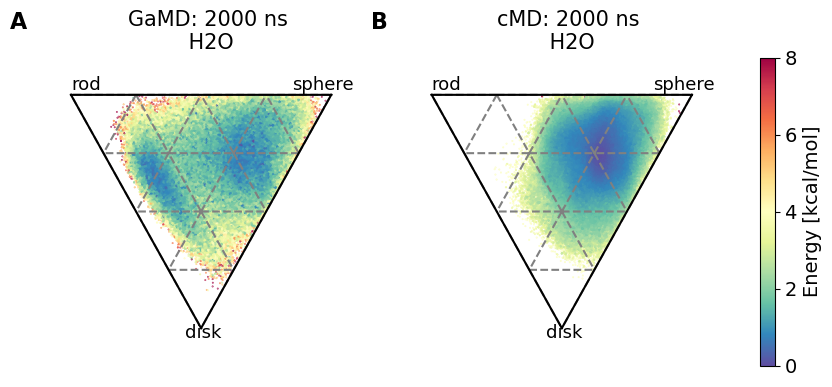 A
GaMD: 2000 ns
H2O
rod
sphere
disk
B
cMD: 2000 ns
H2O
rod
sphere
disk
8
6
4
2
0
Energy [kcal/mol]